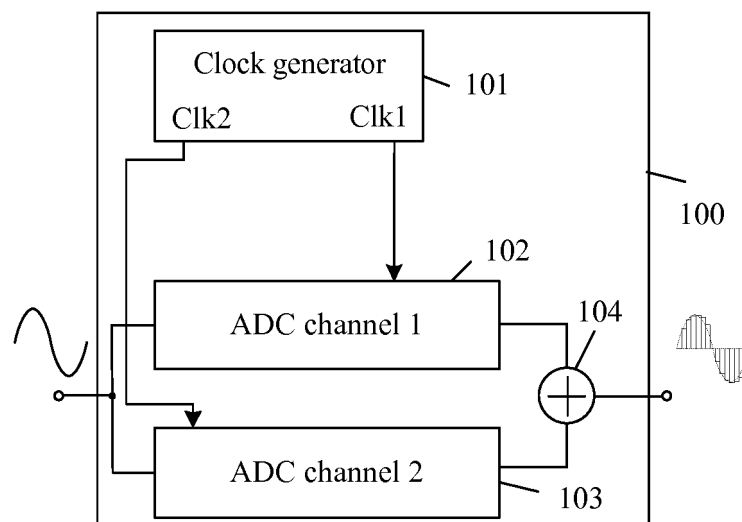 Clock generator
101
Clk2 Clk1
100
102
ADC channel 1
104
ADC channel 2
103